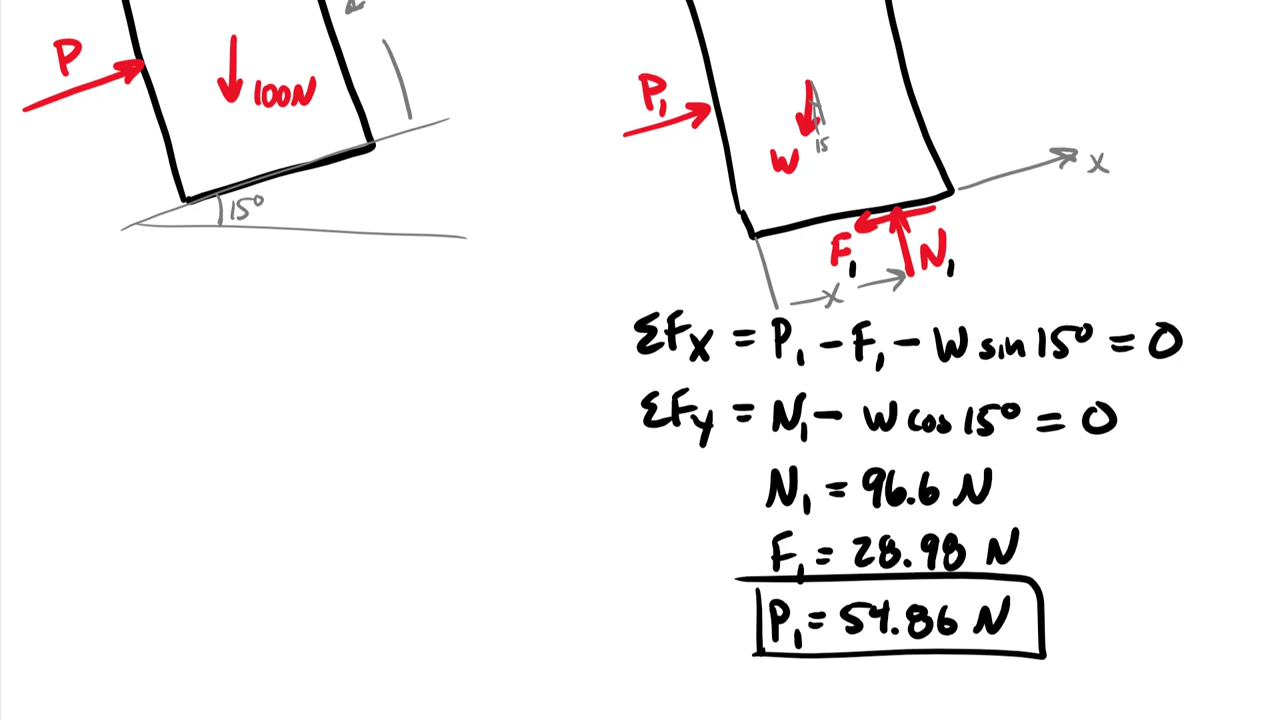 P
100N
15°
P₁
W
15
x
F₁
N₁
x
ΣFx = P₁ - F₁ - W sin 15° = 0
ΣFy = N₁ - W cos 15° = 0
N₁ = 96.6 N
F₁ = 28.98 N
P₁ = 54.86 N